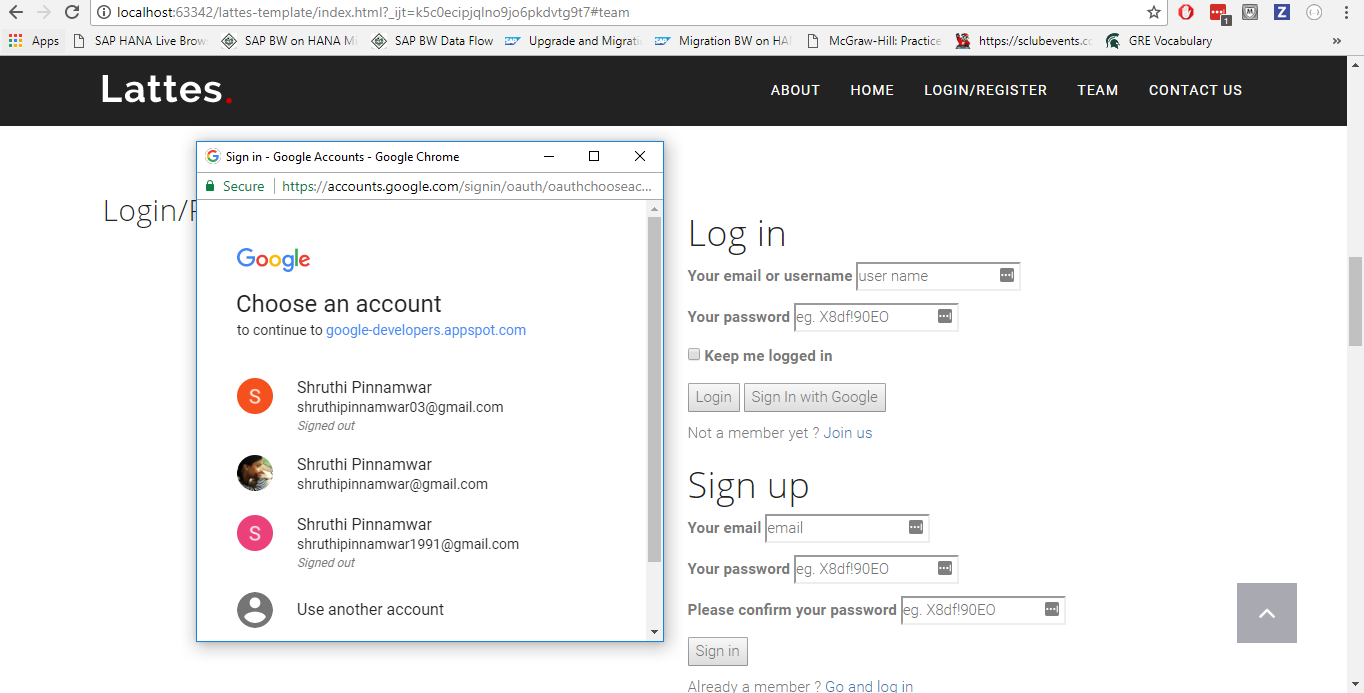 localhost:63342/lattes-template/index.html?_ijt=k5c0ecipjqlno9jo6pkdvtg9t7#team
1
Z
Apps
SAP HANA Live Brow
SAP BW on HANA Mi
SAP BW Data Flow
Upgrade and Migrati
Migration BW on HA
McGraw-Hill: Practice
https://sclubevents.co
GRE Vocabulary
»
Lattes.
ABOUT HOME LOGIN/REGISTER TEAM CONTACT US
Login/
Sign in - Google Accounts - Google Chrome
Secure https://accounts.google.com/signin/oauth/oauthchooseac...
Google
Choose an account
to continue to google-developers.appspot.com
S
Shruthi Pinnamwar
shruthipinnamwar03@gmail.com
Signed out
Shruthi Pinnamwar
shruthipinnamwar@gmail.com
S
Shruthi Pinnamwar
shruthipinnamwar1991@gmail.com
Signed out
Use another account
Log in
Your email or username user name
Your password eg. X8df!90EO
Keep me logged in
Login Sign In with Google
Not a member yet ? Join us
Sign up
Your email email
Your password eg. X8df!90EO
Please confirm your password eg. X8df!90EO
Sign in
Already a member ? Go and log in